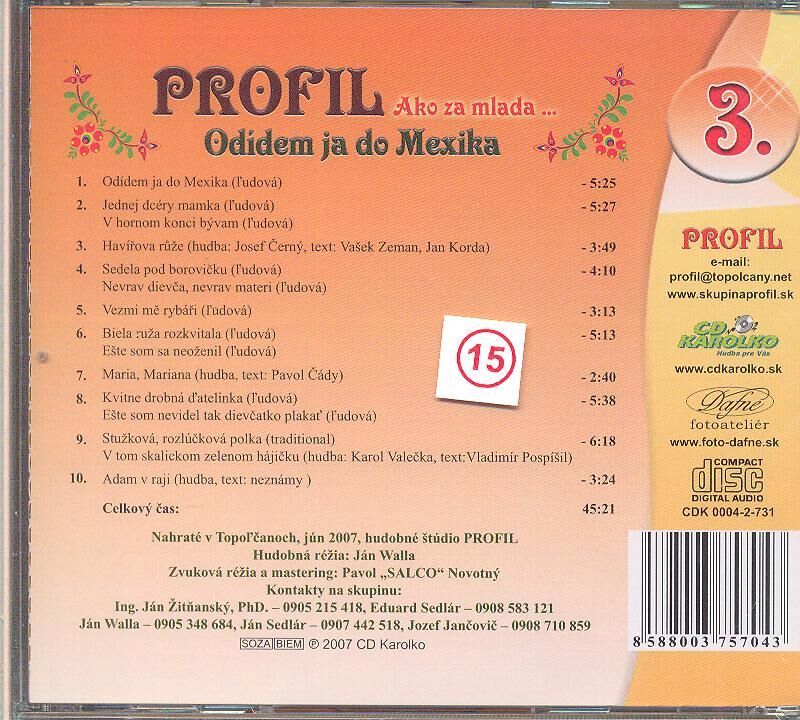 PROFIL Ako za mlada ...
Odídem ja do Mexika
3.
1. Odídem ja do Mexika (ľudová) - 5:25
2. Jednej dcéry mamka (ľudová) - 5:27
V hornom konci bývam (ľudová)
3. Havířova růže (hudba: Josef Černý, text: Vašek Zeman, Jan Korda) - 3:49
4. Sedela pod borovičku (ľudová) - 4:10
Nevrav dievča, nevrav materi (ľudová)
5. Vezmi mě rybáři (ľudová) - 3:13
6. Biela ruža rozkvitala (ľudová) - 5:13
Ešte som sa neoženil (ľudová)
7. Maria, Mariana (hudba, text: Pavol Čády) - 2:40
8. Kvitne drobná ďatelinka (ľudová) - 5:38
Ešte som nevidel tak dievčatko plakať (ľudová)
9. Stužková, rozlúčková polka (traditional) - 6:18
V tom skalickom zelenom hájičku (hudba: Karol Valečka, text:Vladimír Pospíšil)
10. Adam v raji (hudba, text: neznámy ) - 3:24
Celkový čas: 45:21
15
Nahraté v Topoľčanoch, jún 2007, hudobné štúdio PROFIL
Hudobná réžia: Ján Walla
Zvuková réžia a mastering: Pavol „SALCO“ Novotný
Kontakty na skupinu:
Ing. Ján Žitňanský, PhD. – 0905 215 418, Eduard Sedlár – 0908 583 121
Ján Walla – 0905 348 684, Ján Sedlár – 0907 442 518, Jozef Jančovič – 0908 710 859
SOZA BIEM ℗ 2007 CD Karolko
PROFIL
e-mail:
profil@topolcany.net
www.skupinaprofil.sk
CD
KAROLKO
Hudba pre Vás
www.cdkarolko.sk
Dafné
fotoateliér
www.foto-dafne.sk
COMPACT
disc
DIGITAL AUDIO
CDK 0004-2-731
8 588003 757043